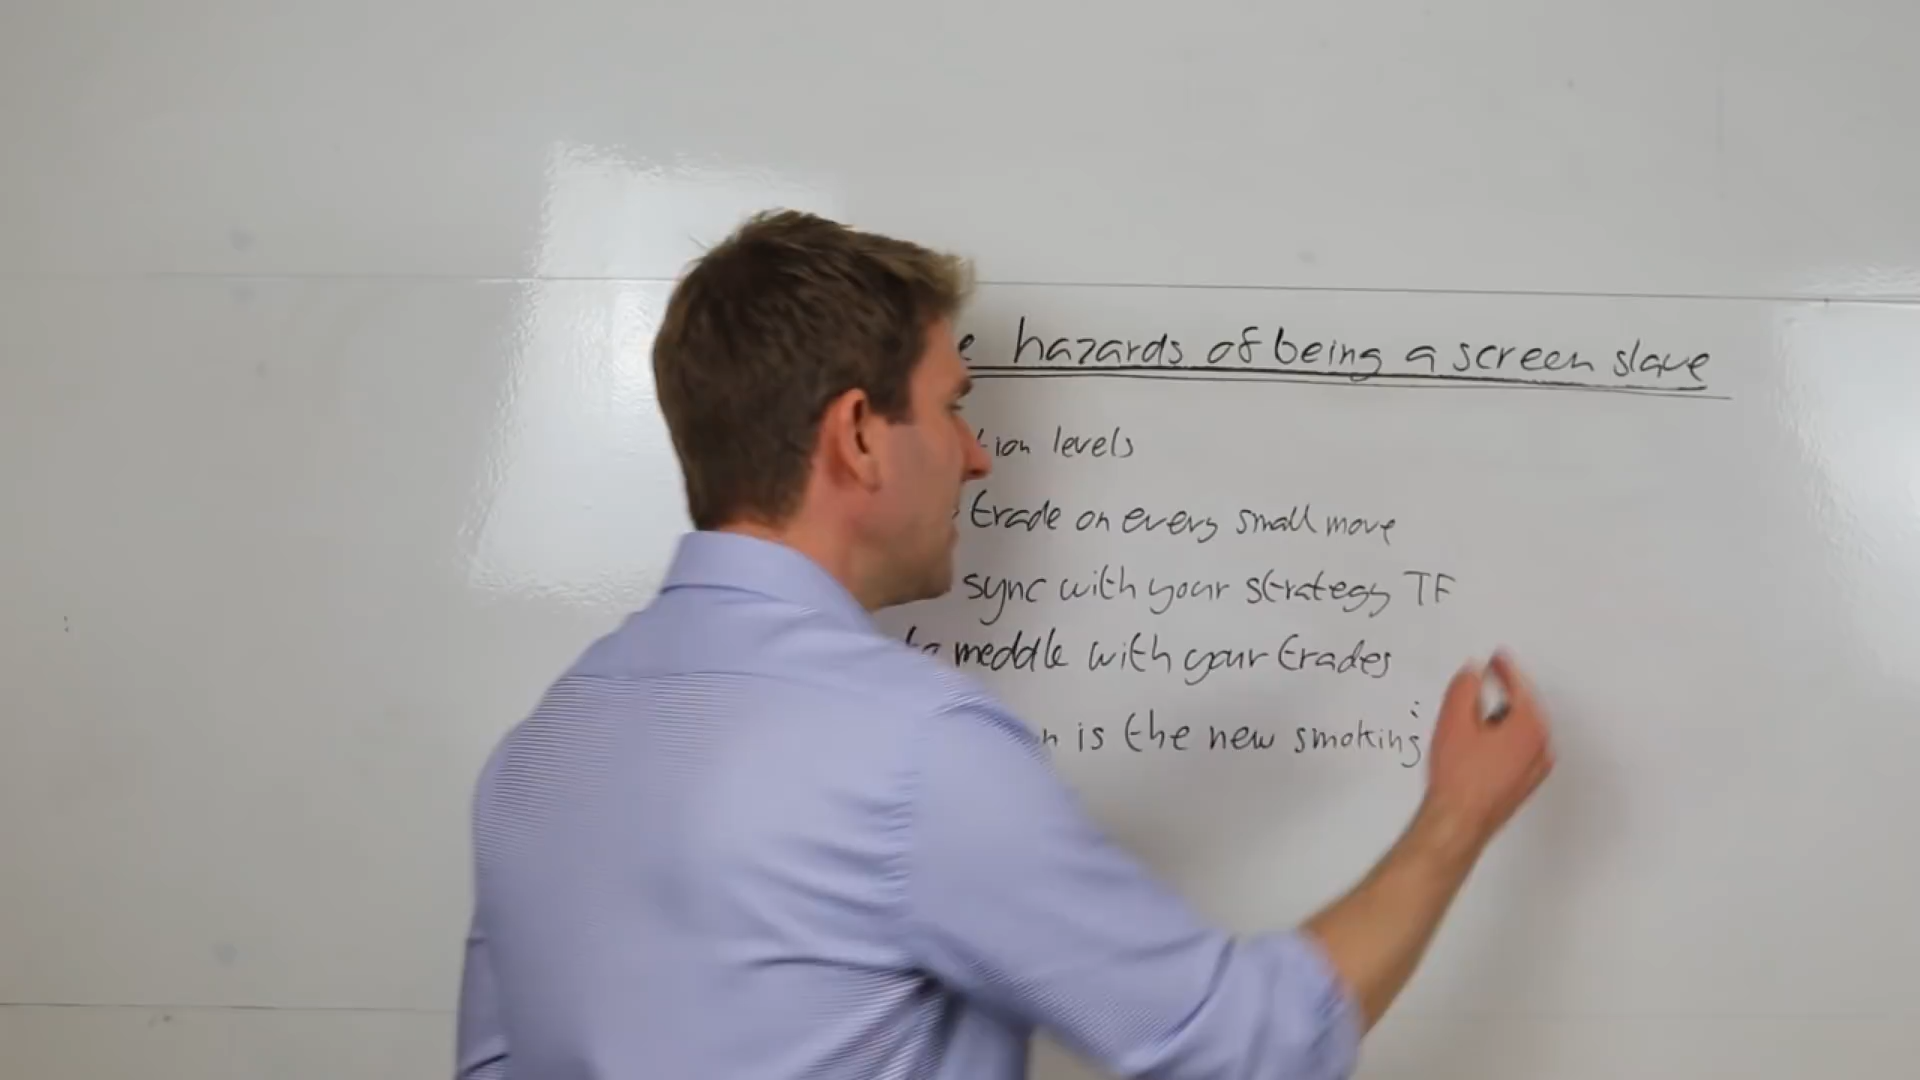 hazards of being a screen slave
levels
trade on every small move
sync with your strategy TF
meddle with your trades
is the new smoking